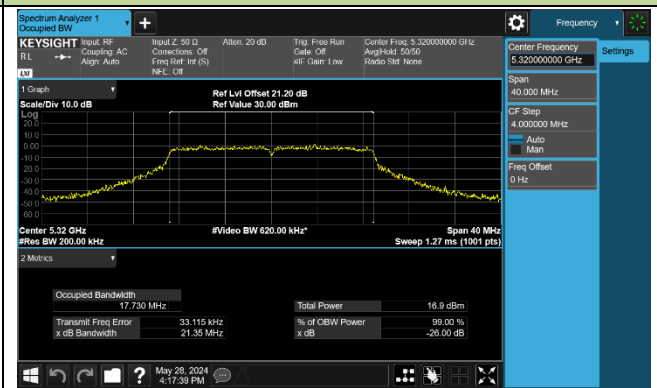 Spectrum Analyzer 1
Occupied BW
Frequency
KEYSIGHT
RL
LXI
Input: RF
Coupling: AC
Align: Auto
Input Z: 50 Ω
Corrections: Off
Freq Ref: Int (S)
NFE: Off
Atten: 20 dB
Trig: Free Run
Gate: Off
#IF Gain: Low
Center Freq: 5.320000000 GHz
Avg|Hold: 50/50
Radio Std: None
Center Frequency
5.320000000 GHz
Settings
Span
40.000 MHz
CF Step
4.000000 MHz
Auto
Man
Freq Offset
0 Hz
1 Graph
Scale/Div 10.0 dB
Ref Lvl Offset 21.20 dB
Ref Value 30.00 dBm
Log
20.0
10.0
0.00
-10.0
-20.0
-30.0
-40.0
-50.0
-60.0
Center 5.32 GHz
#Res BW 200.00 kHz
#Video BW 620.00 kHz*
Span 40 MHz
Sweep 1.27 ms (1001 pts)
2 Metrics
Occupied Bandwidth
17.730 MHz
Total Power 16.9 dBm
Transmit Freq Error 33.115 kHz
% of OBW Power 99.00 %
x dB Bandwidth 21.35 MHz
x dB -26.00 dB
May 28, 2024
4:17:39 PM